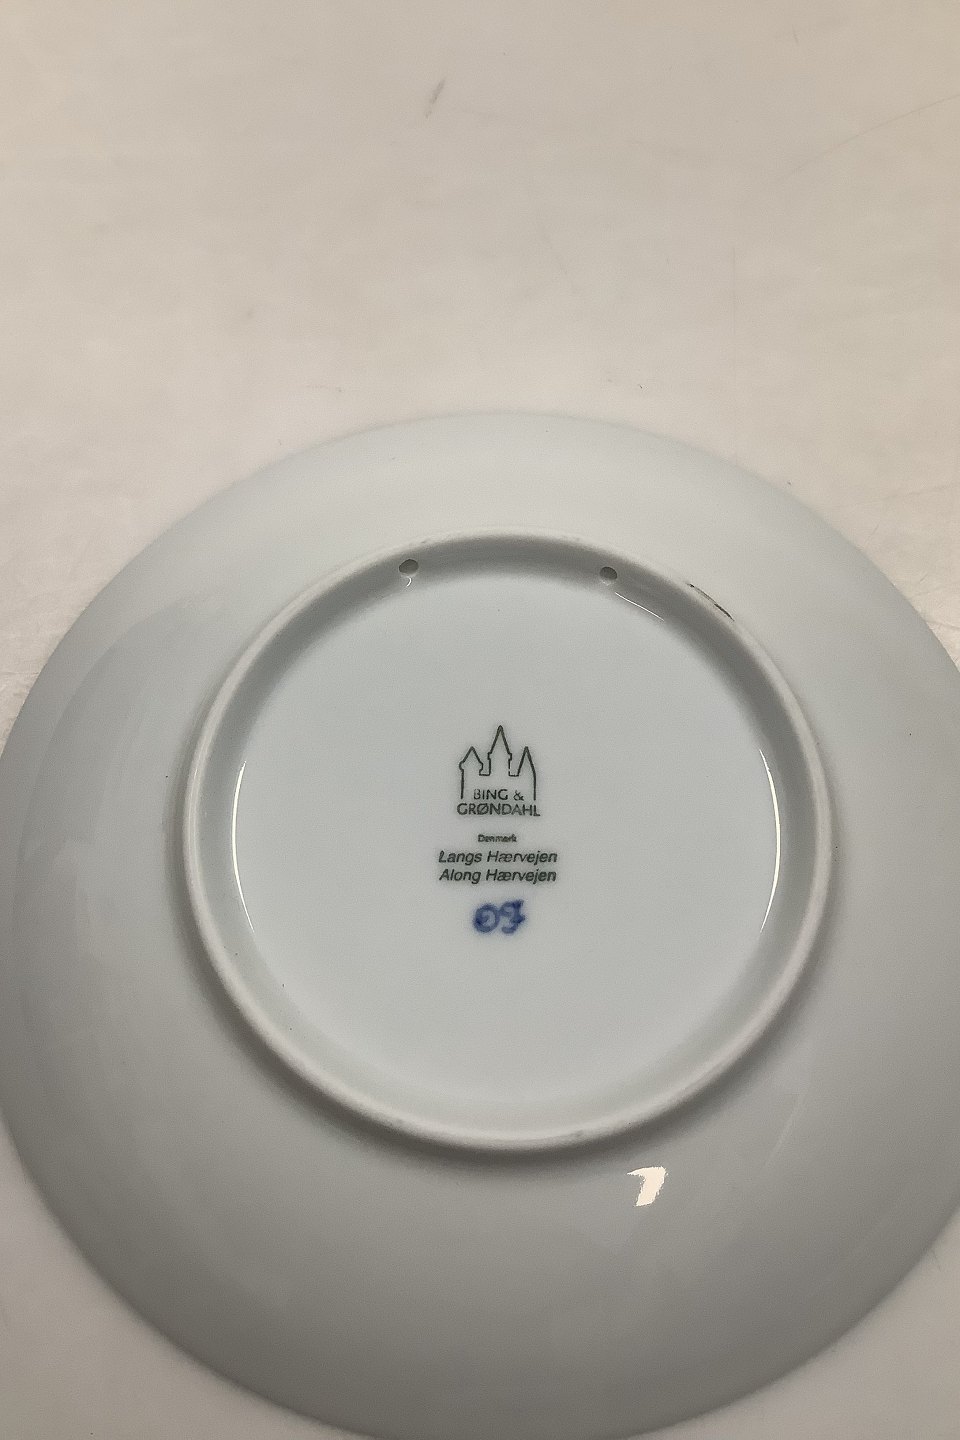 BING &
GRØNDAHL
Denmark
Langs Hærvejen
Along Hærvejen